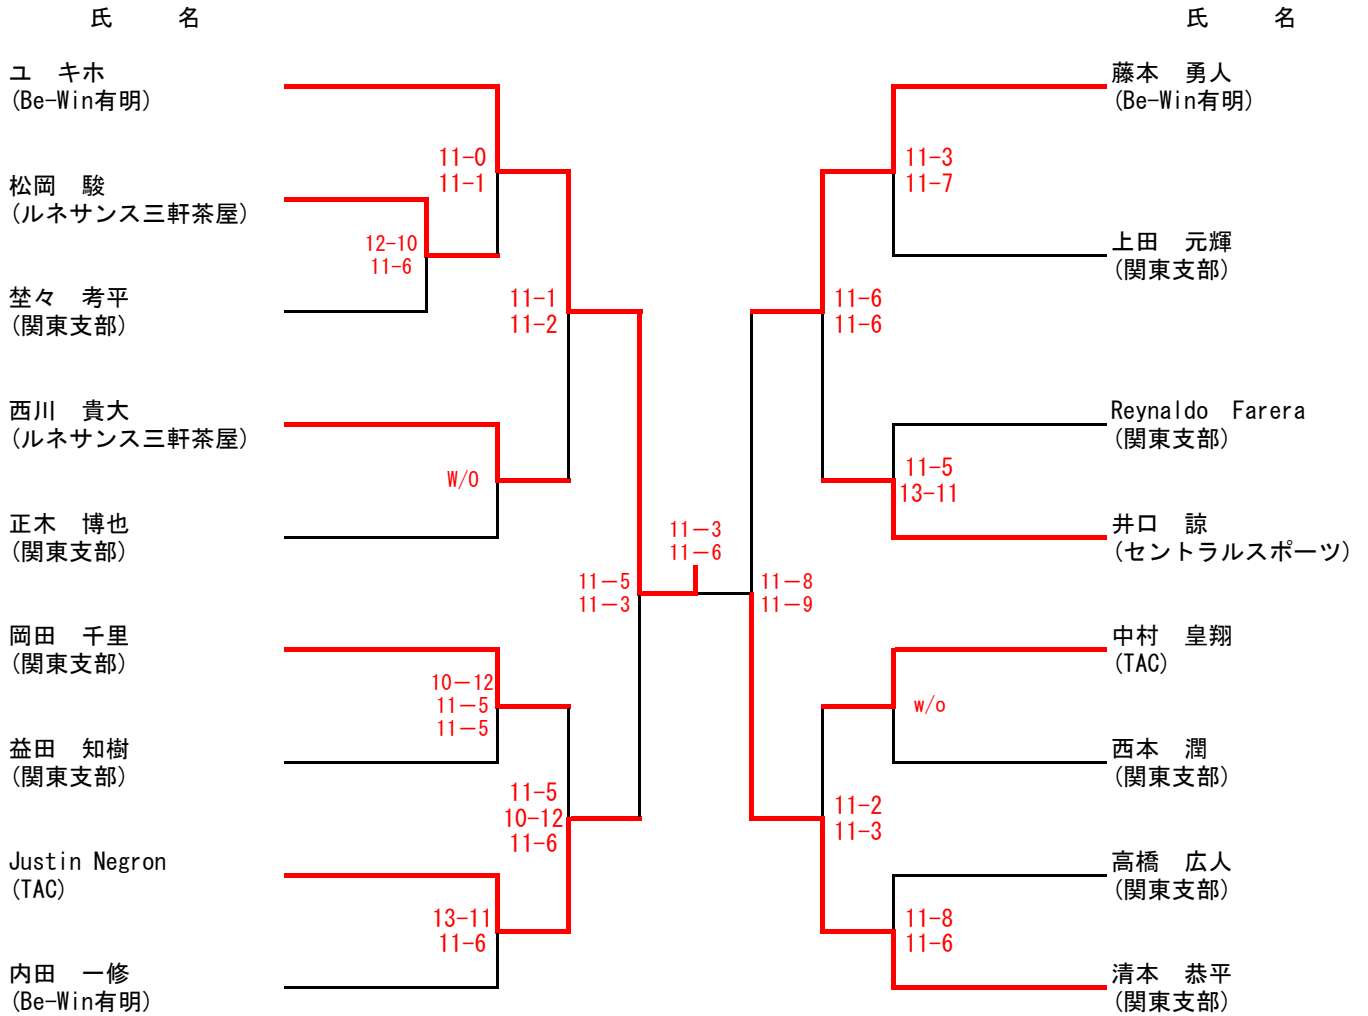 氏　名
ユ　キホ
(Be-Win有明)
11-0
11-1
松岡　駿
(ルネサンス三軒茶屋)
12-10
11-6
埜々　考平
(関東支部)
11-1
11-2
西川　貴大
(ルネサンス三軒茶屋)
W/O
正木　博也
(関東支部)
11－5
11－3
岡田　千里
(関東支部)
10－12
11－5
11－5
益田　知樹
(関東支部)
11-5
10-12
11-6
Justin Negron
(TAC)
13-11
11-6
内田　一修
(Be-Win有明)
11－3
11－6
氏　名
藤本　勇人
(Be-Win有明)
11-3
11-7
上田　元輝
(関東支部)
11-6
11-6
Reynaldo Farera
(関東支部)
11-5
13-11
井口　諒
(セントラルスポーツ)
11－8
11－9
中村　皇翔
(TAC)
w/o
西本　潤
(関東支部)
11-2
11-3
高橋　広人
(関東支部)
11-8
11-6
清本　恭平
(関東支部)